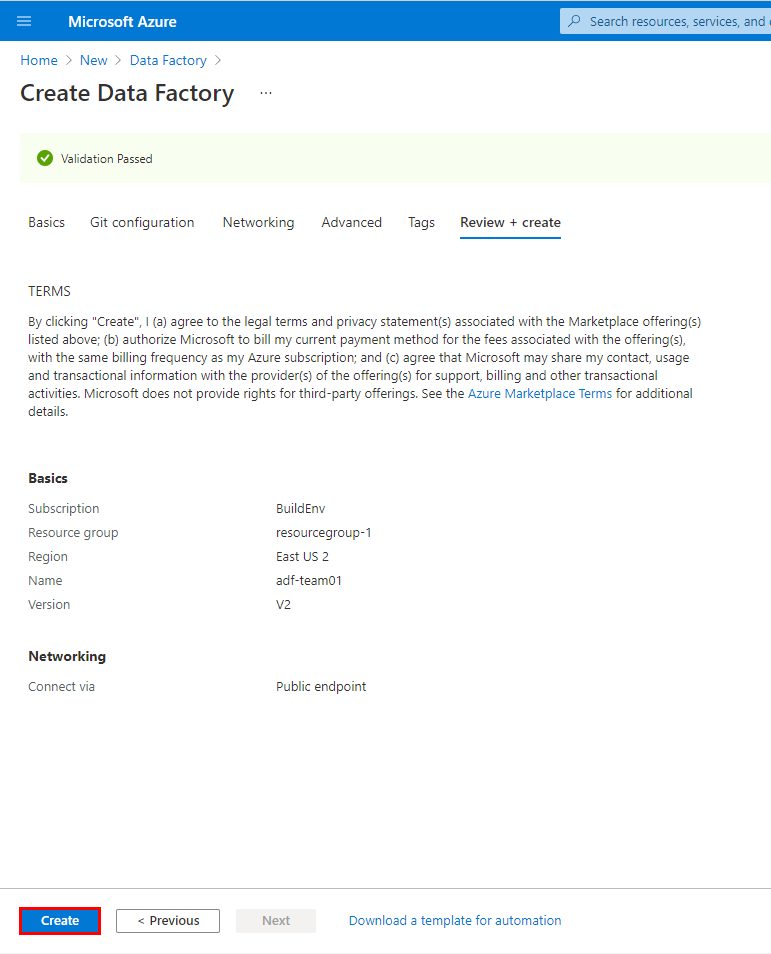 Microsoft Azure
Search resources, services, and
Home > New > Data Factory >
Create Data Factory ...
Validation Passed
Basics Git configuration Networking Advanced Tags Review + create
TERMS
By clicking "Create", I (a) agree to the legal terms and privacy statement(s) associated with the Marketplace offering(s)
listed above; (b) authorize Microsoft to bill my current payment method for the fees associated with the offering(s),
with the same billing frequency as my Azure subscription; and (c) agree that Microsoft may share my contact, usage
and transactional information with the provider(s) of the offering(s) for support, billing and other transactional
activities. Microsoft does not provide rights for third-party offerings. See the Azure Marketplace Terms for additional
details.
Basics
Subscription BuildEnv
Resource group resourcegroup-1
Region East US 2
Name adf-team01
Version V2
Networking
Connect via Public endpoint
Create < Previous Next Download a template for automation